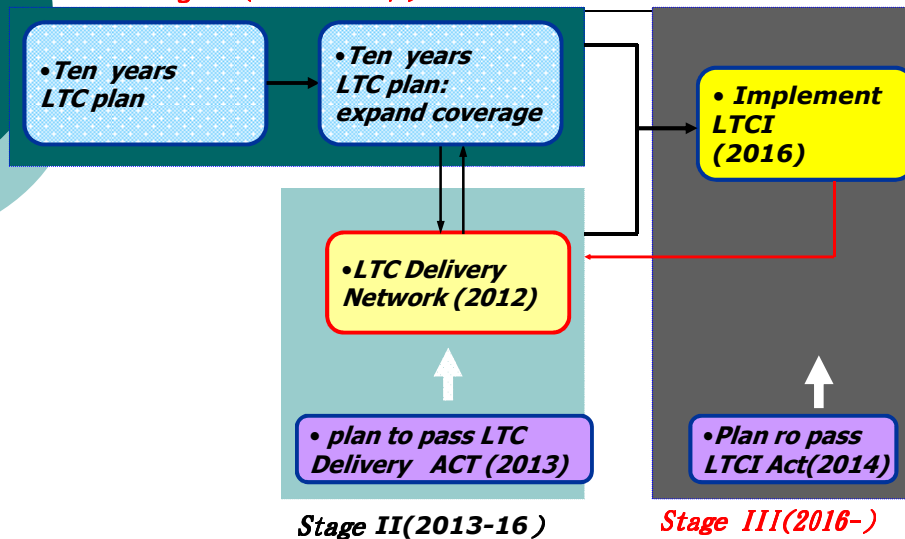 •Ten years
LTC plan
•Ten years
LTC plan:
expand coverage
• Implement
LTCI
(2016)
•LTC Delivery
Network (2012)
• plan to pass LTC
Delivery ACT (2013)
•Plan ro pass
LTCI Act(2014)
Stage II(2013-16)
Stage III(2016-)